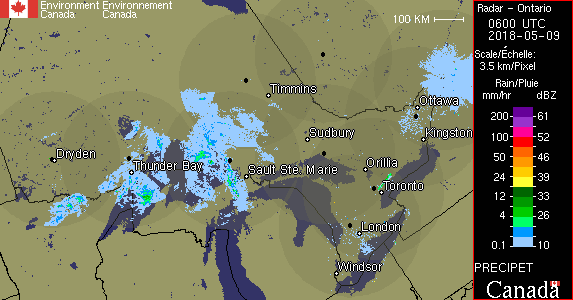 Environment Environnement
Canada Canada
100 KM
Timmins
Ottawa
Sudbury
Kingston
Dryden
Thunder Bay
Sault Ste. Marie
Orillia
Toronto
London
Windsor
Radar - Ontario
0600 UTC
2018-05-09
Scale/Échelle:
3.5 km/Pixel
Rain/Pluie
mm/hr dBZ
200 61
100 52
50 46
24 39
12 33
4 26
0.1 10
PRECIPET
Canada